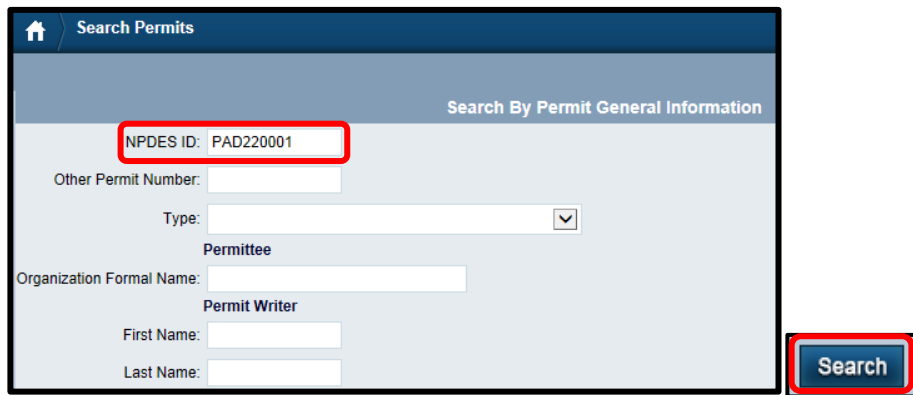 Search Permits
Search By Permit General Information
NPDES ID: PAD220001
Other Permit Number:
Type:
Permittee
Organization Formal Name:
Permit Writer
First Name:
Last Name:
Search